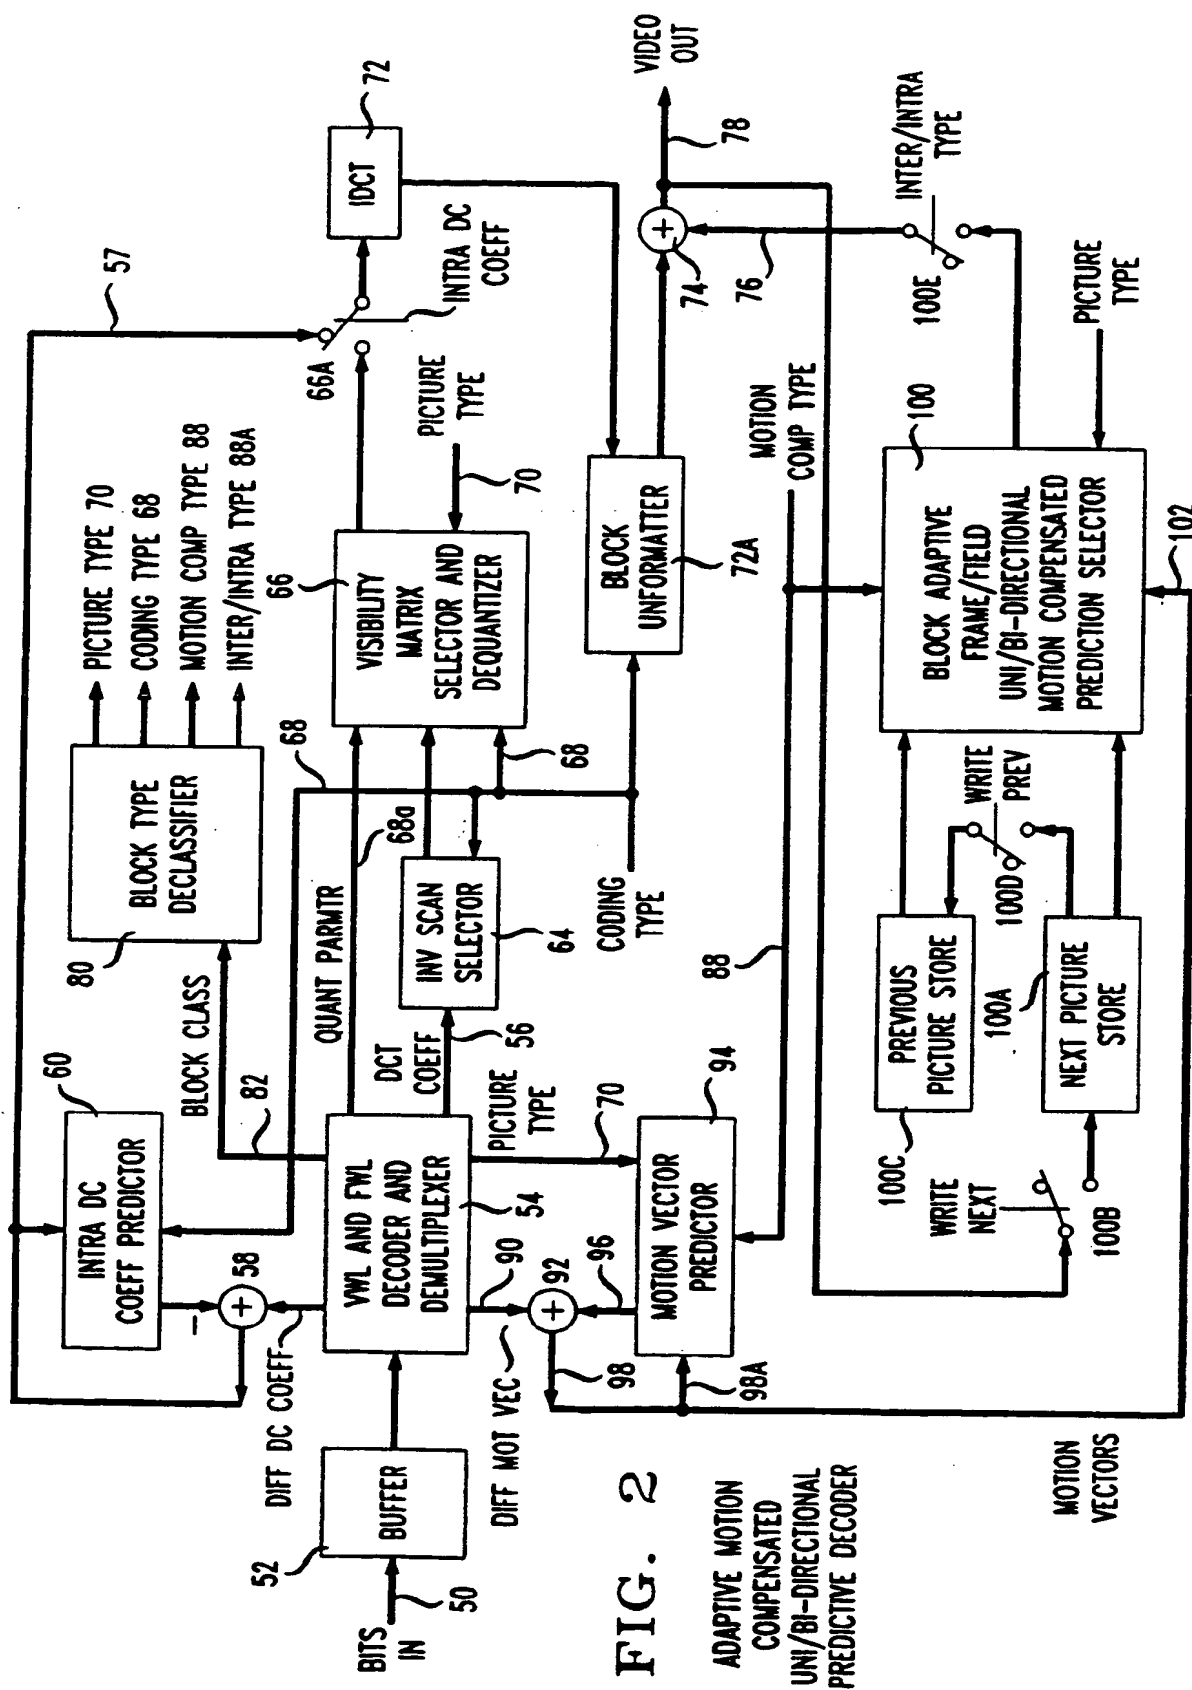 57
60
INTRA DC
COEFF PREDICTOR
BLOCK CLASS
80
BLOCK TYPE
DECLASSIFIER
PICTURE TYPE 70
CODING TYPE 68
MOTION COMP TYPE 88
INTER/INTRA TYPE 88A
66A
INTRA DC
COEFF
IDCT
72
–
+
58
82
DIFF DC COEFF
BITS
IN
50
52
BUFFER
VWL AND FWL
DECODER AND
DEMULTIPLEXER
54
QUANT PARMTR
68a
68
DCT
COEFF
56
INV SCAN
SELECTOR
64
66
VISIBILITY
MATRIX
SELECTOR AND
DEQUANTIZER
68
PICTURE
TYPE
70
DIFF MOT VEC
90
+
92
96
98
98A
PICTURE
TYPE
70
MOTION VECTOR
PREDICTOR
94
CODING
TYPE
BLOCK
UNFORMATTER
72A
+
74
76
78
VIDEO
OUT
88
MOTION
COMP TYPE
INTER/INTRA
TYPE
100E
WRITE
NEXT
100B
100C
PREVIOUS
PICTURE STORE
100A
NEXT PICTURE
STORE
100D
WRITE
PREV
BLOCK ADAPTIVE
FRAME/FIELD
UNI/BI-DIRECTIONAL
MOTION COMPENSATED
PREDICTION SELECTOR
100
PICTURE
TYPE
102
MOTION
VECTORS
FIG. 2
ADAPTIVE MOTION
COMPENSATED
UNI/BI-DIRECTIONAL
PREDICTIVE DECODER